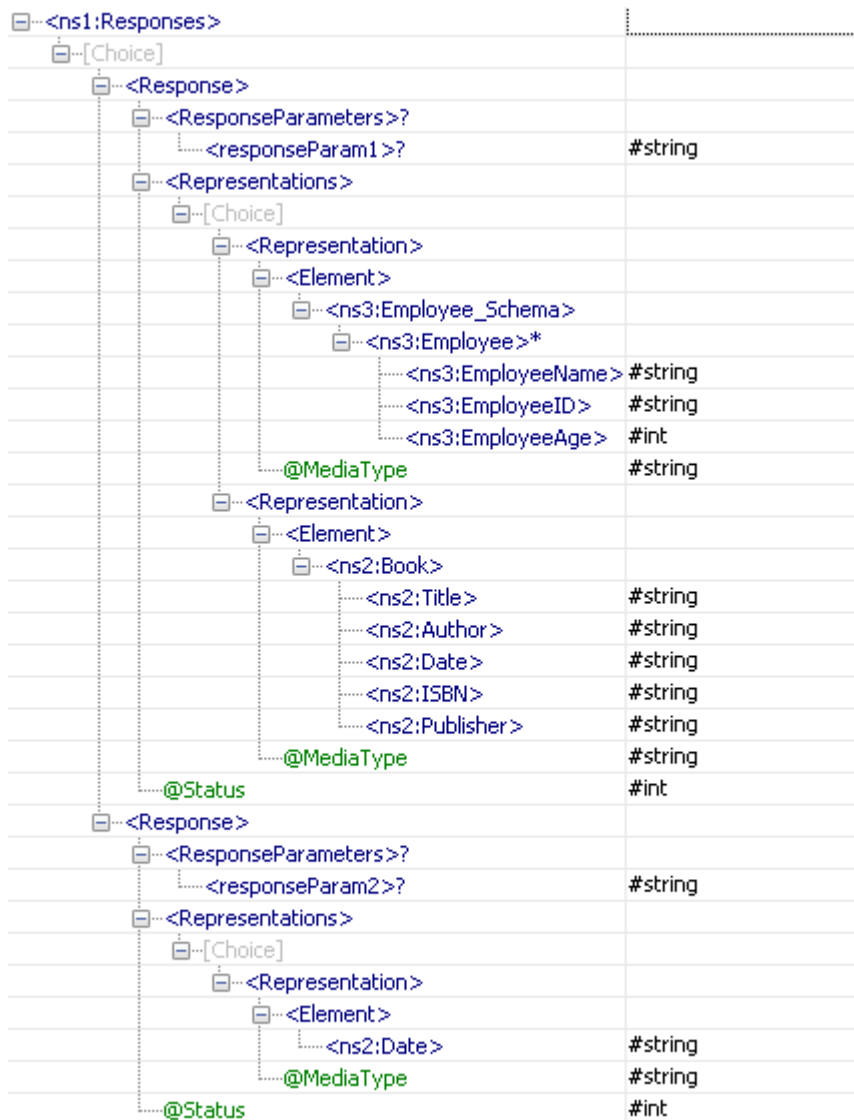 <ns1:Responses>
[Choice]
<Response>
<ResponseParameters>?
<responseParam1>? #string
<Representations>
[Choice]
<Representation>
<Element>
<ns3:Employee_Schema>
<ns3:Employee>*
<ns3:EmployeeName> #string
<ns3:EmployeeID> #string
<ns3:EmployeeAge> #int
@MediaType #string
<Representation>
<Element>
<ns2:Book>
<ns2:Title> #string
<ns2:Author> #string
<ns2:Date> #string
<ns2:ISBN> #string
<ns2:Publisher> #string
@MediaType #string
@Status #int
<Response>
<ResponseParameters>?
<responseParam2>? #string
<Representations>
[Choice]
<Representation>
<Element>
<ns2:Date> #string
@MediaType #string
@Status #int